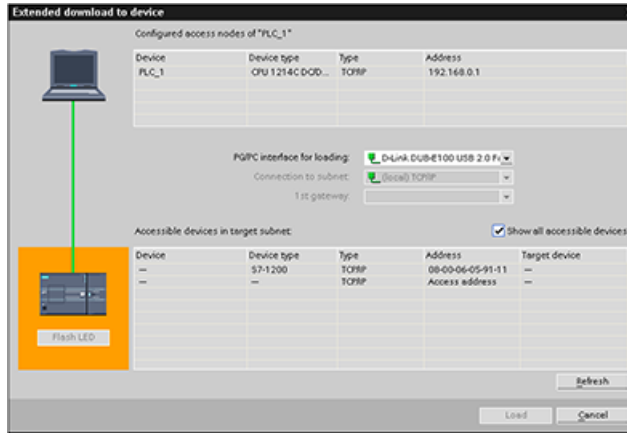 Extended download to device
Configured access nodes of "PLC_1"
Device Device type Type Address
PLC_1 CPU 1214C DC/D... TCP/IP 192.168.0.1
PG/PC interface for loading: D-Link DUB-E100 USB 2.0 Fa
Connection to subnet: (local) TCP/IP
1st gateway:
Accessible devices in target subnet: Show all accessible devices
Device Device type Type Address Target device
— S7-1200 TCP/IP 08-00-06-05-91-11 —
— — TCP/IP Access address —
Flash LED
Refresh
Load Cancel